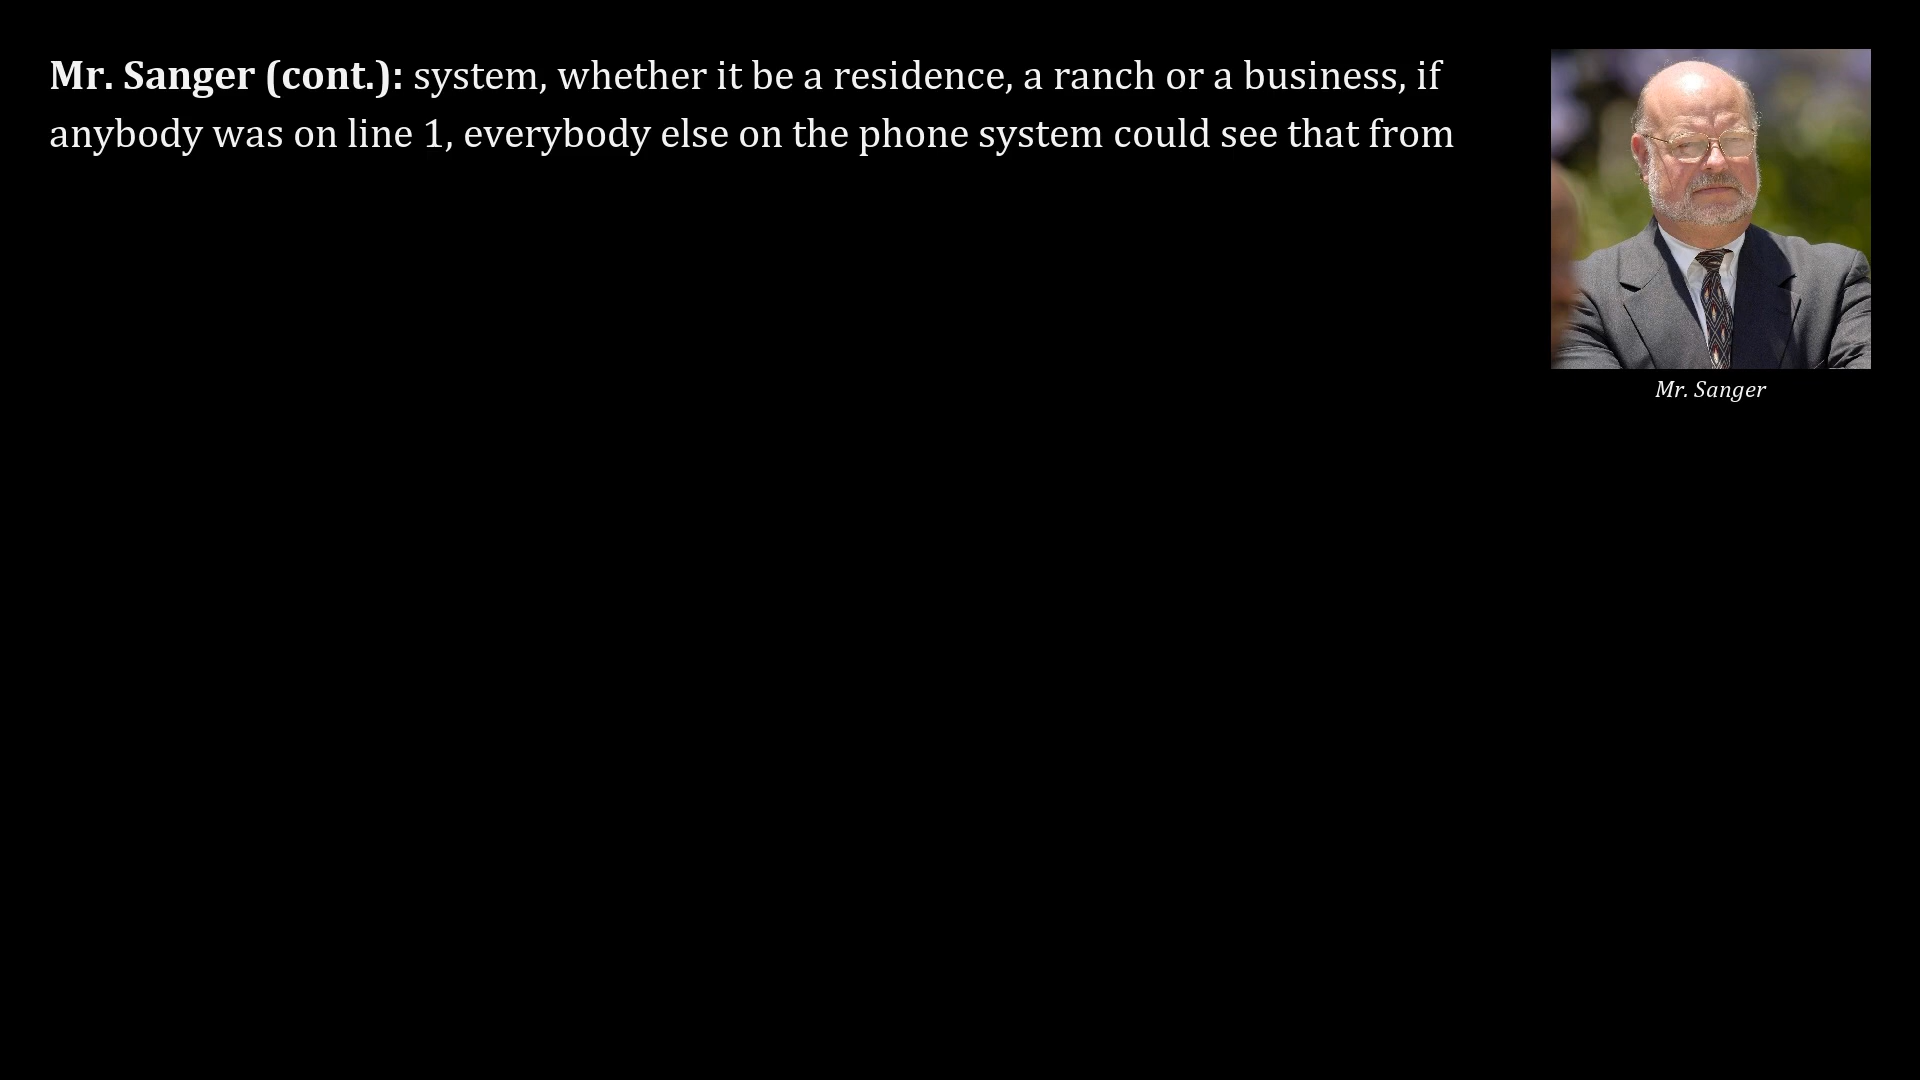 Mr. Sanger (cont.): system, whether it be a residence, a ranch or a business, if
anybody was on line 1, everybody else on the phone system could see that from
Mr. Sanger